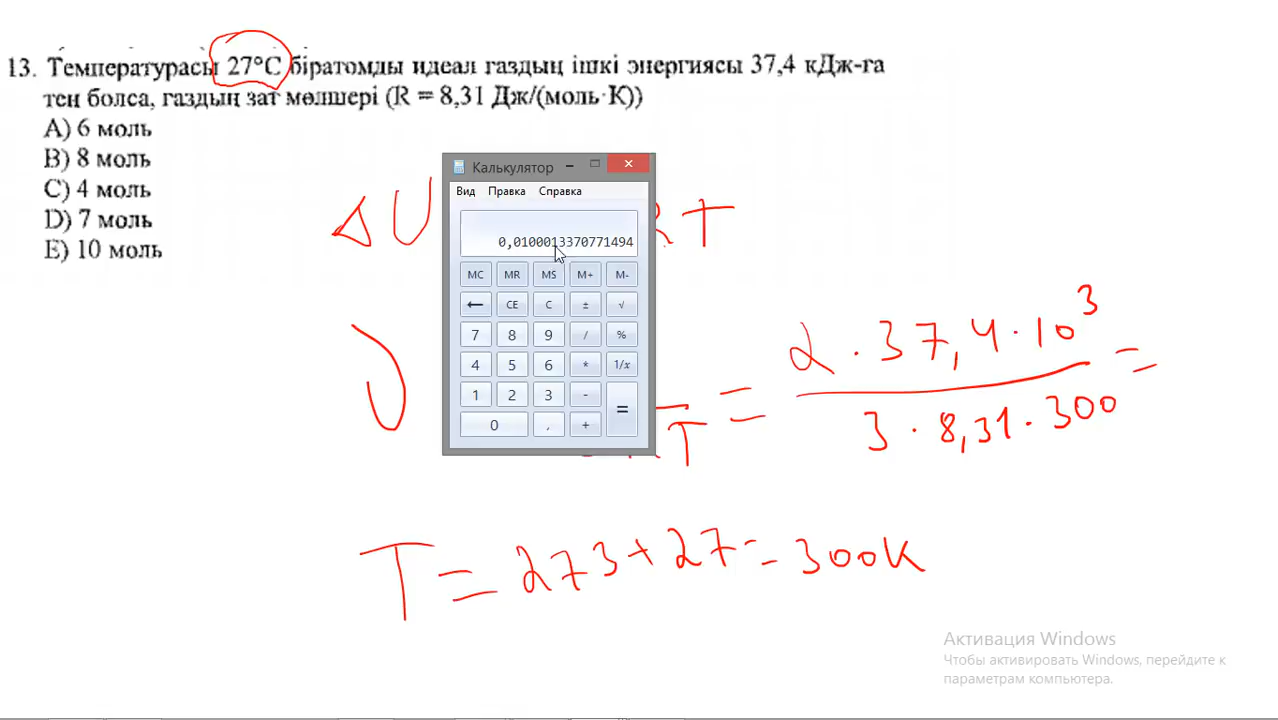 13. Температурасы 27°С біратомды идеал газдың ішкі энергиясы 37,4 кДж-ға
тең болса, газдың зат мөлшері (R = 8,31 Дж/(моль·К))
A) 6 моль
B) 8 моль
C) 4 моль
D) 7 моль
E) 10 моль
Калькулятор
Вид Правка Справка
0,0100013370771494
MC MR MS M+ M-
← CE C ± √
7 8 9 / %
4 5 6 * 1/x
1 2 3 - =
0 , +
ΔU RT
T = 2 · 37,4 · 10³ / 3 · 8,31 · 300 =
T = 273 + 27 = 300K
Активация Windows
Чтобы активировать Windows, перейдите к
параметрам компьютера.